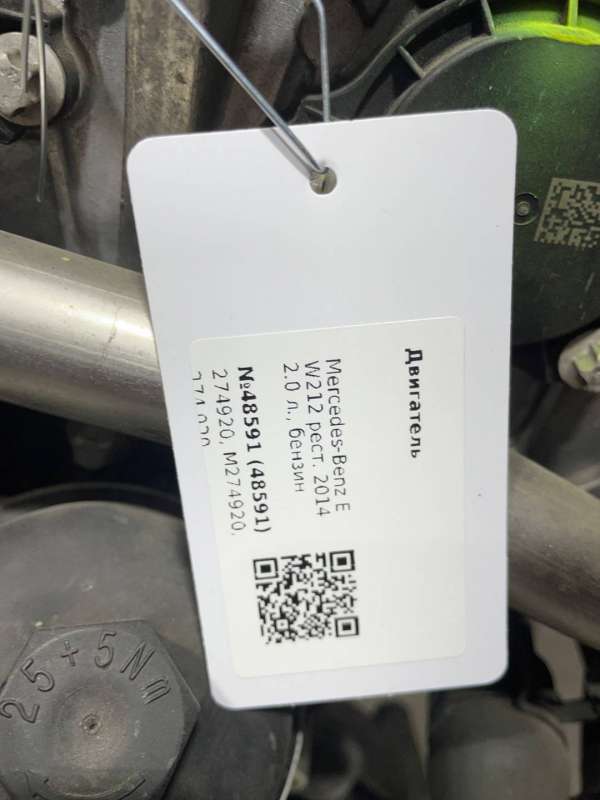 Двигатель
Mercedes-Benz E
W212 рест. 2014
2.0 л., бензин
№48591 (48591)
274920, M274920,
25+5Nm